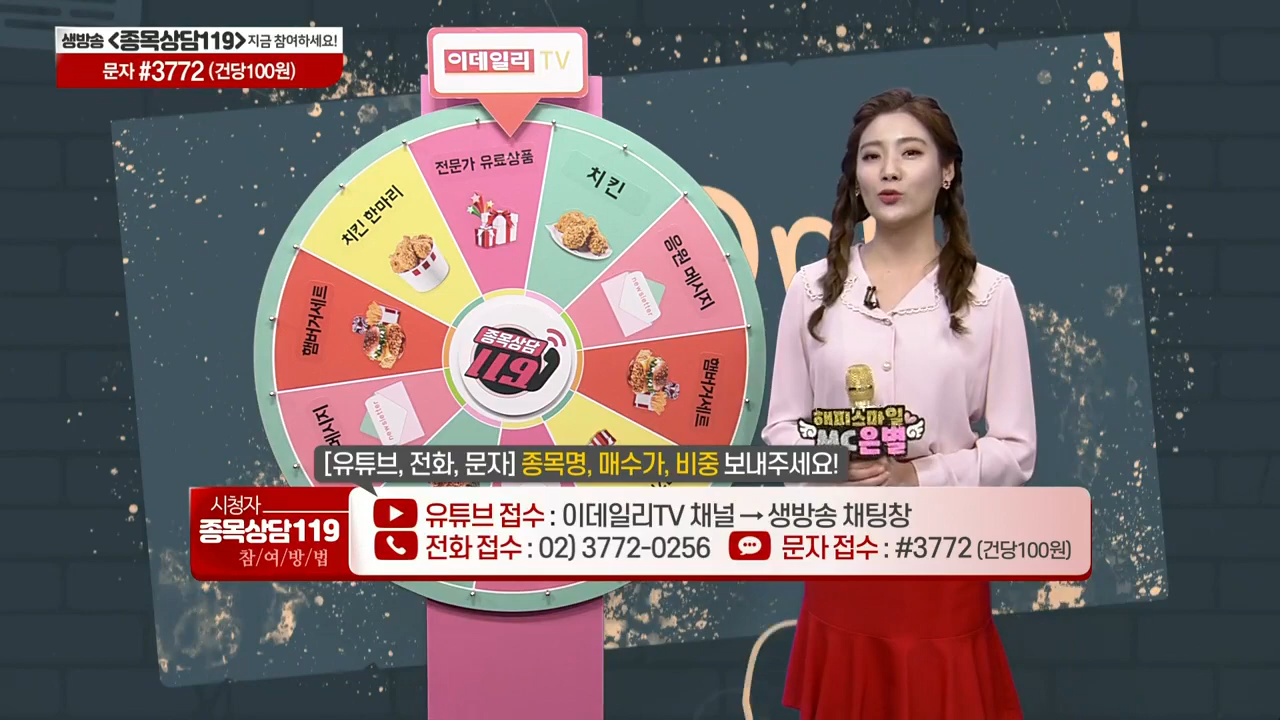 생방송 <종목상담119> 지금 참여하세요!
문자 #3772 (건당100원)
이데일리 TV
전문가 유료상품
치킨
치킨 한마리
응원 메시지
newsletter
햄버거세트
햄버거세트
메시지
newsletter
종목상담
119
해피스마일
MC은별
[유튜브, 전화, 문자] 종목명, 매수가, 비중 보내주세요!
시청자
종목상담119
참/여/방/법
유튜브 접수 : 이데일리TV 채널 → 생방송 채팅창
전화 접수 : 02) 3772-0256 문자 접수 : #3772 (건당100원)